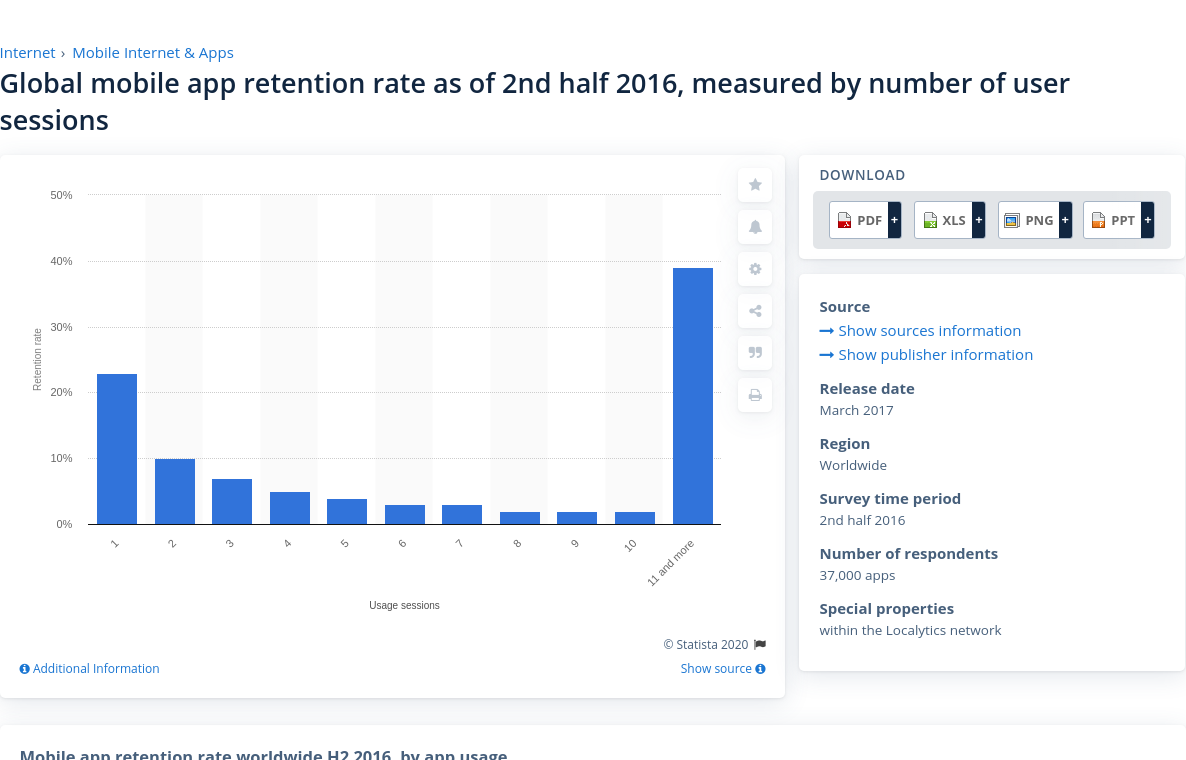 Internet › Mobile Internet & Apps
Global mobile app retention rate as of 2nd half 2016, measured by number of user
sessions
50%
40%
30%
20%
10%
0%
Retention rate
1
2
3
4
5
6
7
8
9
10
11 and more
Usage sessions
© Statista 2020
Additional Information
Show source
DOWNLOAD
PDF + XLS + PNG + PPT +
Source
Show sources information
Show publisher information
Release date
March 2017
Region
Worldwide
Survey time period
2nd half 2016
Number of respondents
37,000 apps
Special properties
within the Localytics network
Mobile app retention rate worldwide H2 2016, by app usage